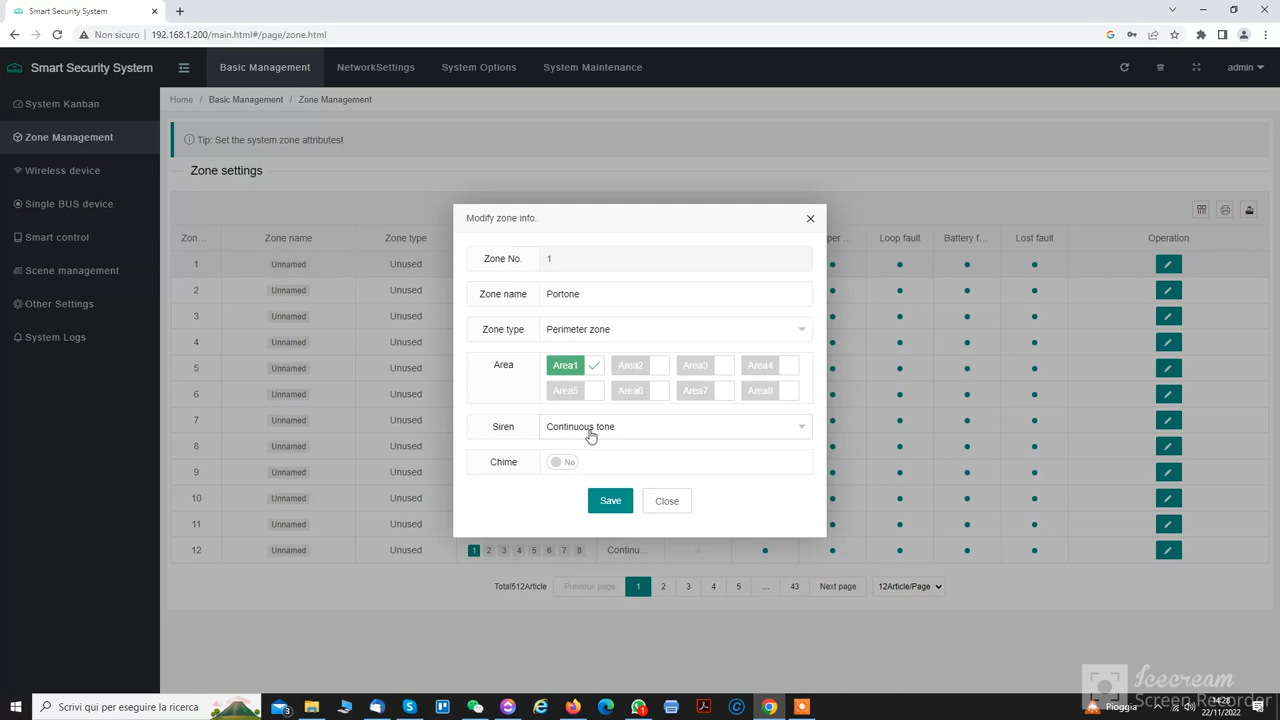 Smart Security System
Non sicuro 192.168.1.200/main.html#/page/zone.html
Smart Security System Basic Management NetworkSettings System Options System Maintenance admin
System Kanban
Zone Management
Wireless device
Single BUS device
Smart control
Scene management
Other Settings
System Logs
Home / Basic Management / Zone Management
Tip: Set the system zone attributes!
Zone settings
Zon... Zone name Zone type per ... Loop fault Battery f... Lost fault Operation
1 Unnamed Unused
2 Unnamed Unused
3 Unnamed Unused
4 Unnamed Unused
5 Unnamed Unused
6 Unnamed Unused
7 Unnamed Unused
8 Unnamed Unused
9 Unnamed Unused
10 Unnamed Unused
11 Unnamed Unused
12 Unnamed Unused 1 2 3 4 5 6 7 8 Continu...
Total512Article Previous page 1 2 3 4 5 ... 43 Next page 12Article/Page
Modify zone info.
Zone No. 1
Zone name Portone
Zone type Perimeter zone
Area Area1 Area2 Area3 Area4
Area5 Area6 Area7 Area8
Siren Continuous tone
Chime No
Save Close
Icecream
Screen Recorder
Scrivi qui per eseguire la ricerca 3 1 Pioggia 14:28
22/11/2022